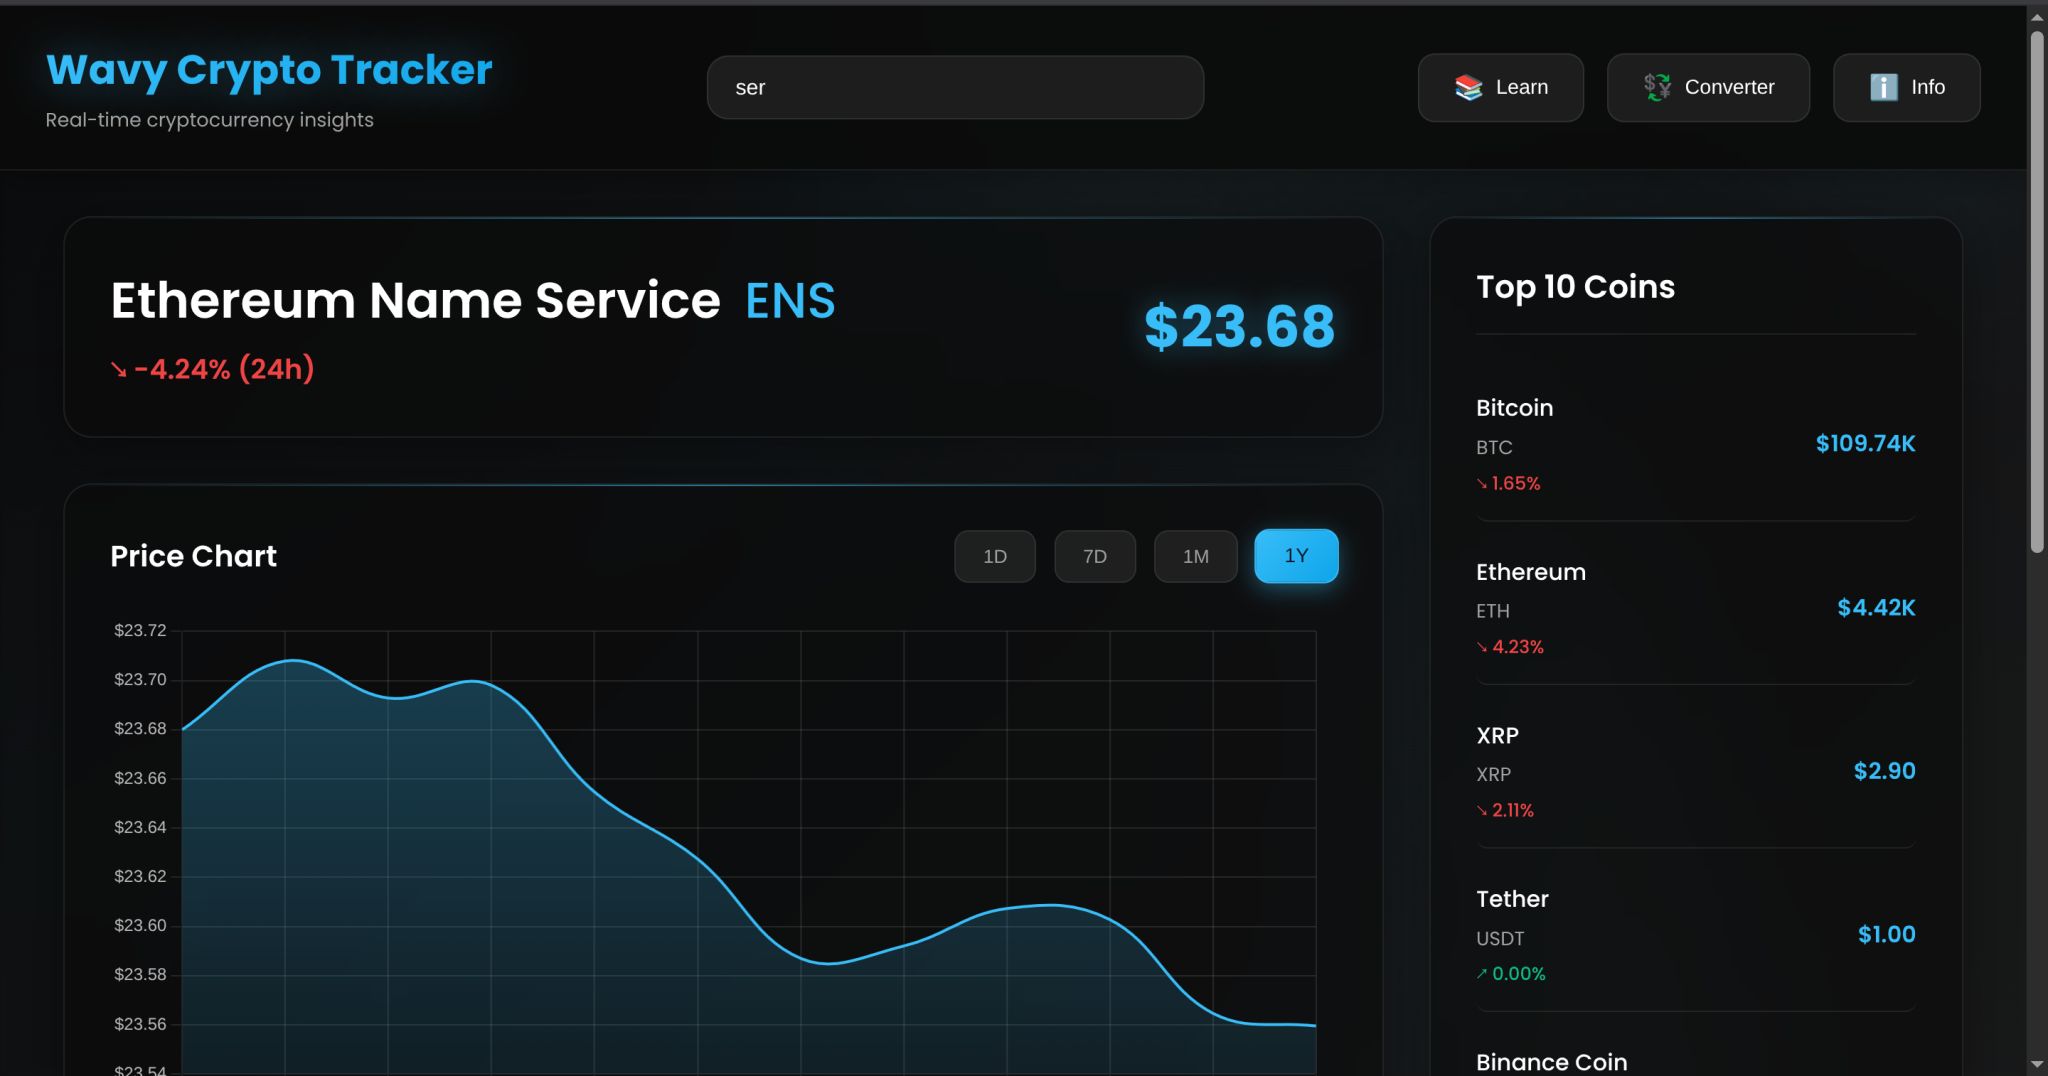 Wavy Crypto Tracker
Real-time cryptocurrency insights
ser
Learn
Converter
Info
Ethereum Name Service ENS
↘ -4.24% (24h)
$23.68
Price Chart
1D
7D
1M
1Y
$23.72
$23.70
$23.68
$23.66
$23.64
$23.62
$23.60
$23.58
$23.56
$23.54
Top 10 Coins
Bitcoin
BTC
$109.74K
↘ 1.65%
Ethereum
ETH
$4.42K
↘ 4.23%
XRP
XRP
$2.90
↘ 2.11%
Tether
USDT
$1.00
↗ 0.00%
Binance Coin